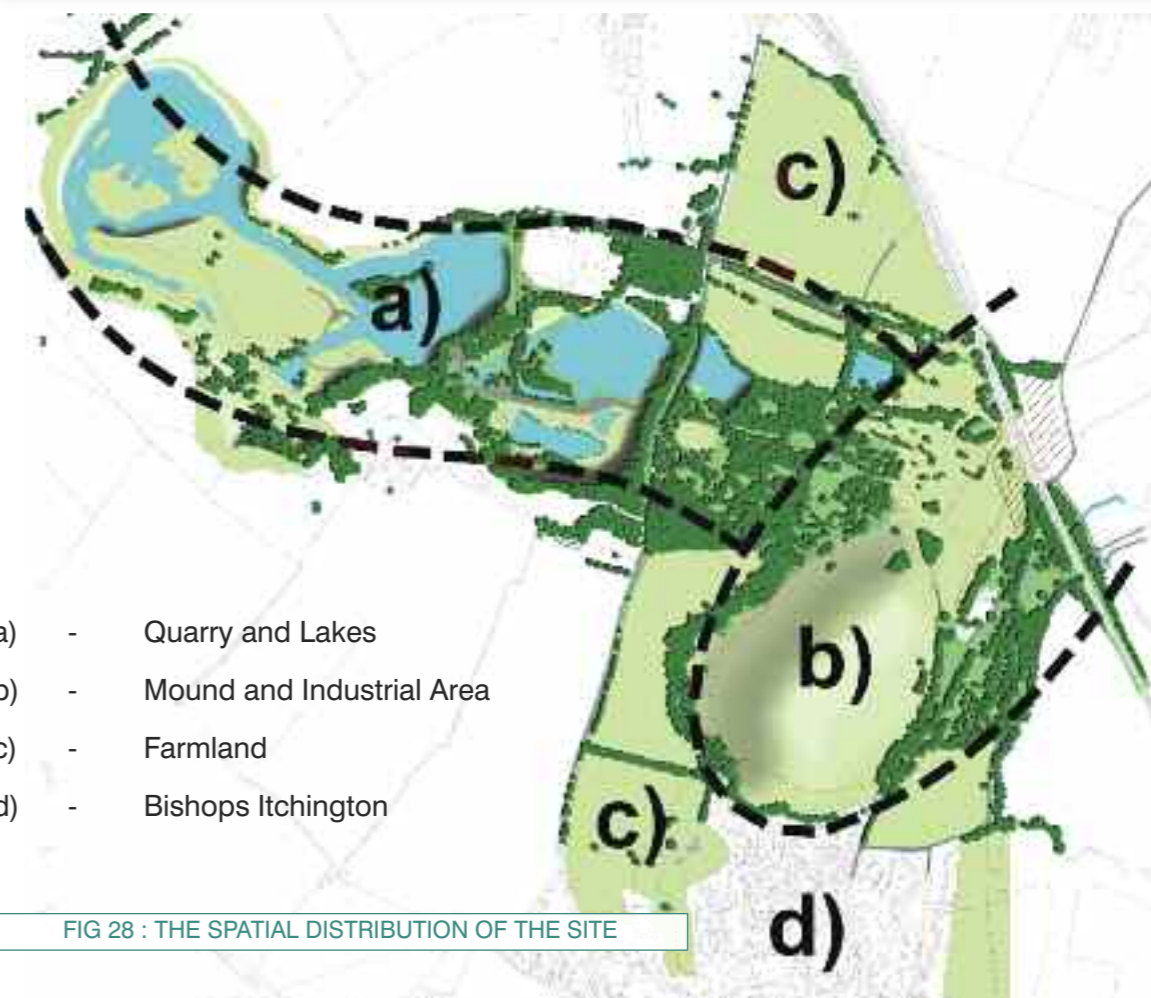 c)
a)
b)
c)
d)
a) - Quarry and Lakes
b) - Mound and Industrial Area
c) - Farmland
d) - Bishops Itchington
FIG 28 : THE SPATIAL DISTRIBUTION OF THE SITE